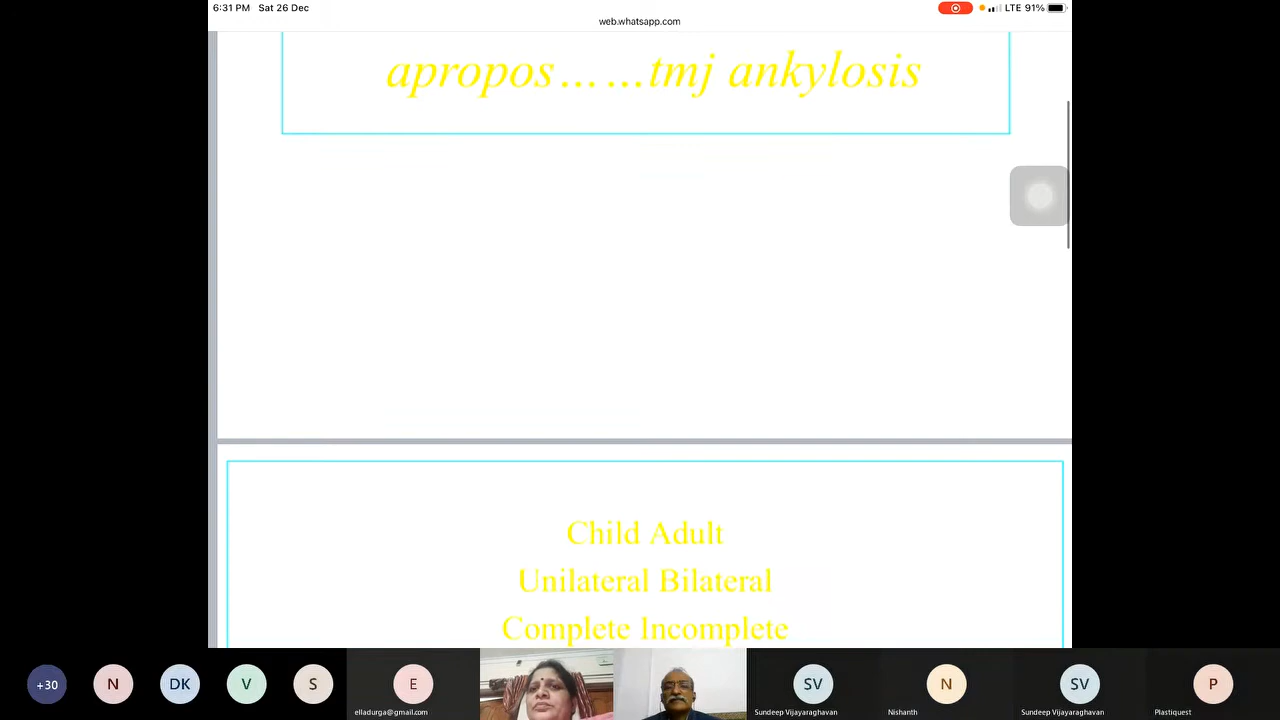 6:31 PM Sat 26 Dec
LTE 91%
web.whatsapp.com
apropos……tmj ankylosis
Child Adult
Unilateral Bilateral
Complete Incomplete
+30
N
DK
V
S
E
elladurga@gmail.com
SV
Sundeep Vijayaraghavan
N
Nishanth
SV
Sundeep Vijayaraghavan
P
Plastiquest